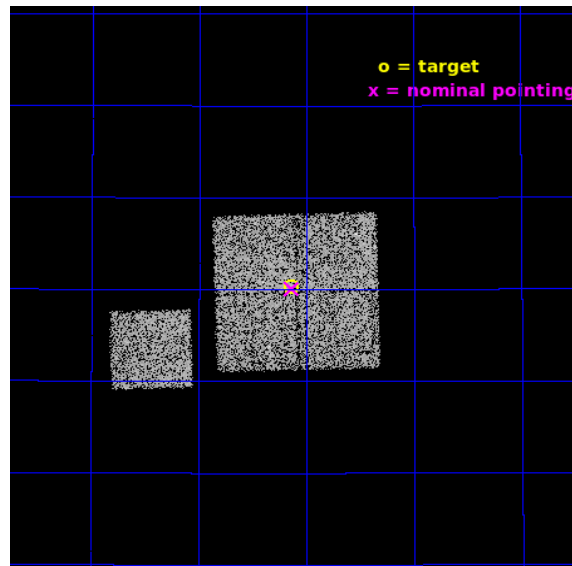 o = target
x = nominal pointing